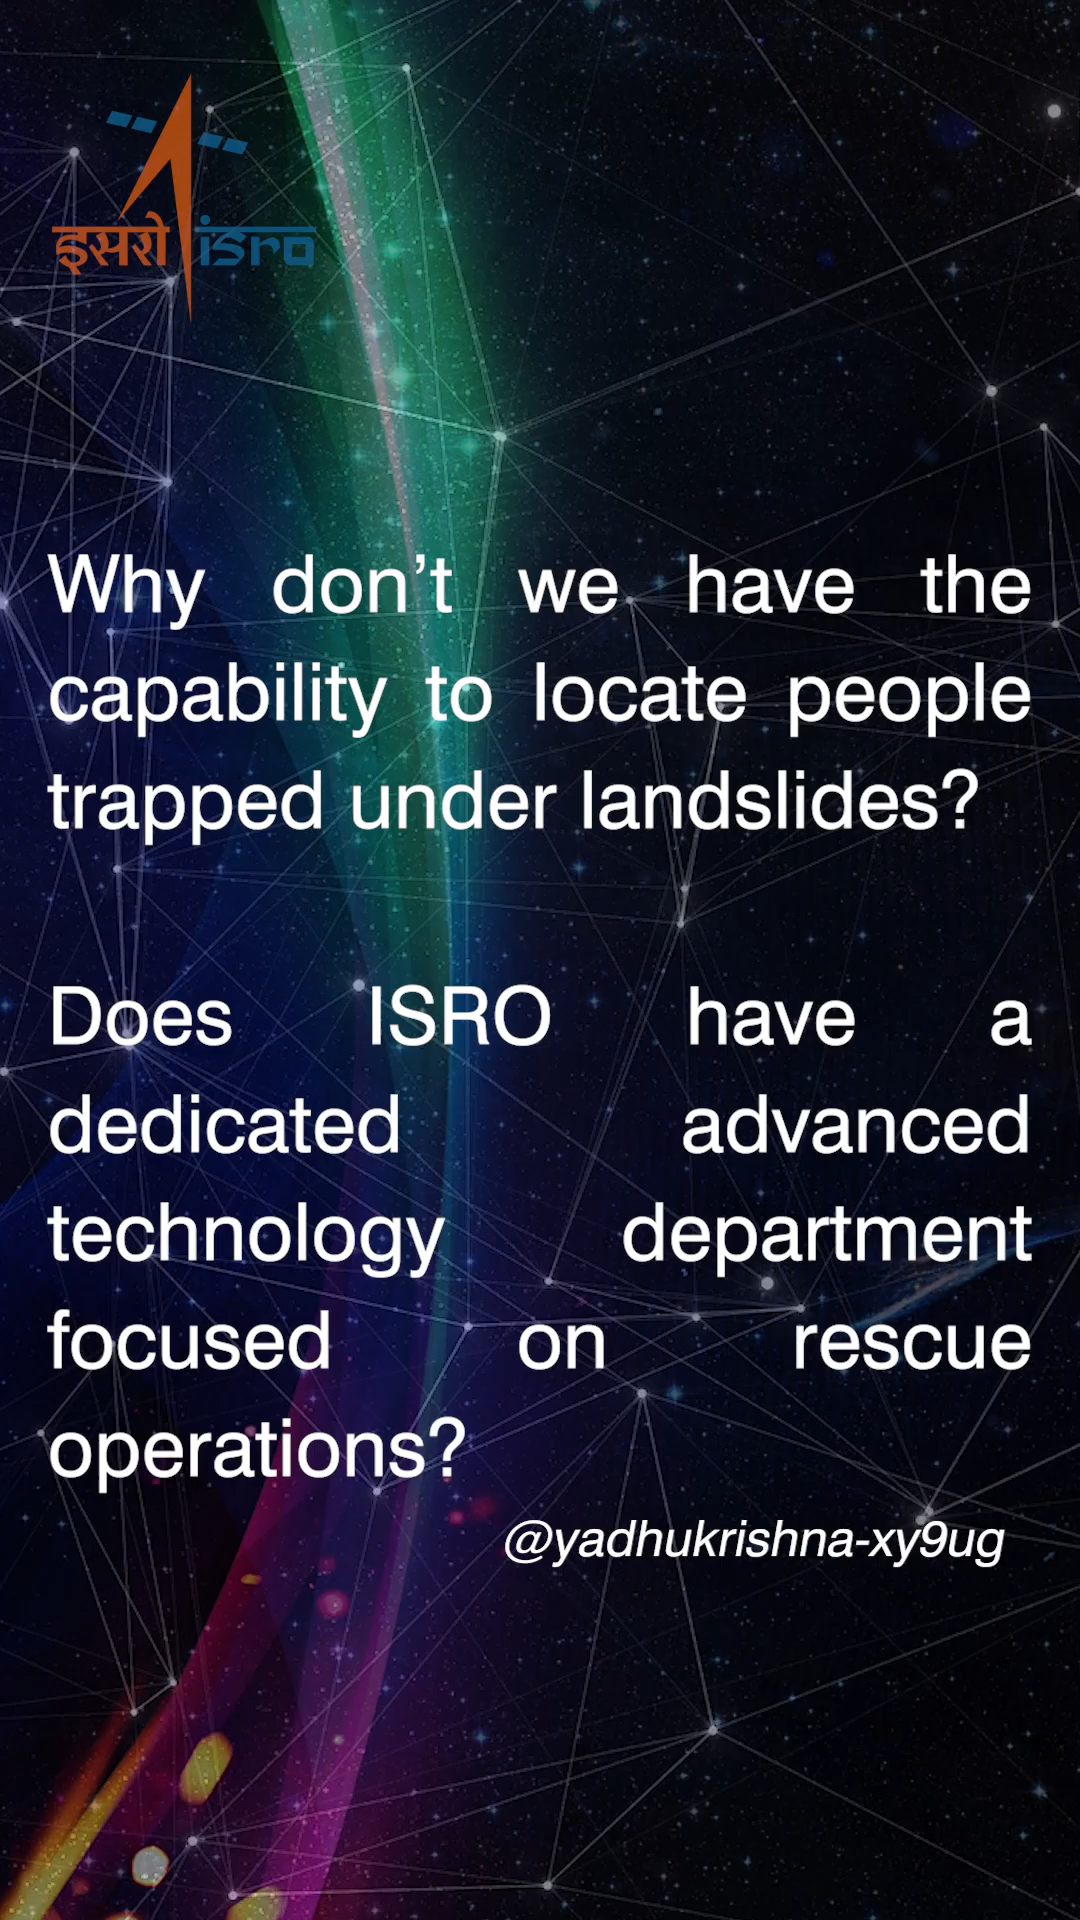 इसरो isro
Why don’t we have the
capability to locate people
trapped under landslides?
Does ISRO have a
dedicated advanced
technology department
focused on rescue
operations?
@yadhukrishna-xy9ug